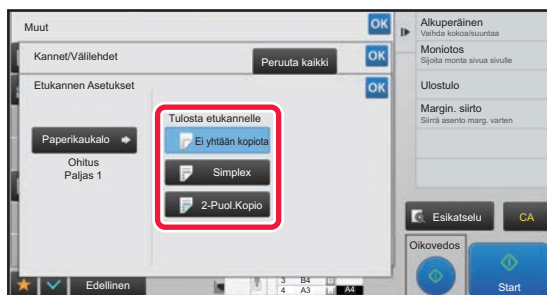 Muut
OK
Kannet/Välilehdet
Peruuta kaikki
OK
Etukannen Asetukset
OK
Tulosta etukannelle
Paperikaukalo
Ohitus
Paljas 1
Ei yhtään kopiota
Simplex
2-Puol.Kopio
Edellinen
3 B4
4 A3
A4
Alkuperäinen
Vaihda kokoa/suuntaa
Moniotos
Sijoita monta sivua sivulle
Ulostulo
Margin. siirto
Siirrä asento marg. varten
Esikatselu
CA
Oikovedos
Start